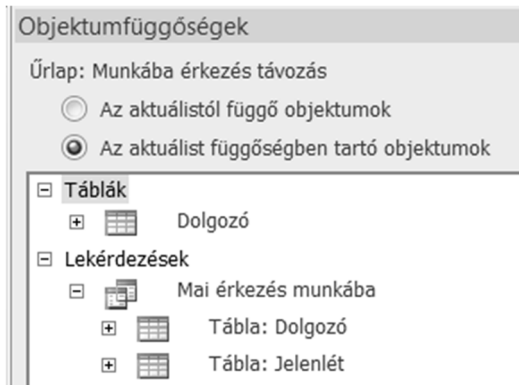 Objektumfüggőségek
Űrlap: Munkába érkezés távozás
Az aktuálistól függő objektumok
Az aktuálist függőségben tartó objektumok
Táblák
Dolgozó
Lekérdezések
Mai érkezés munkába
Tábla: Dolgozó
Tábla: Jelenlét